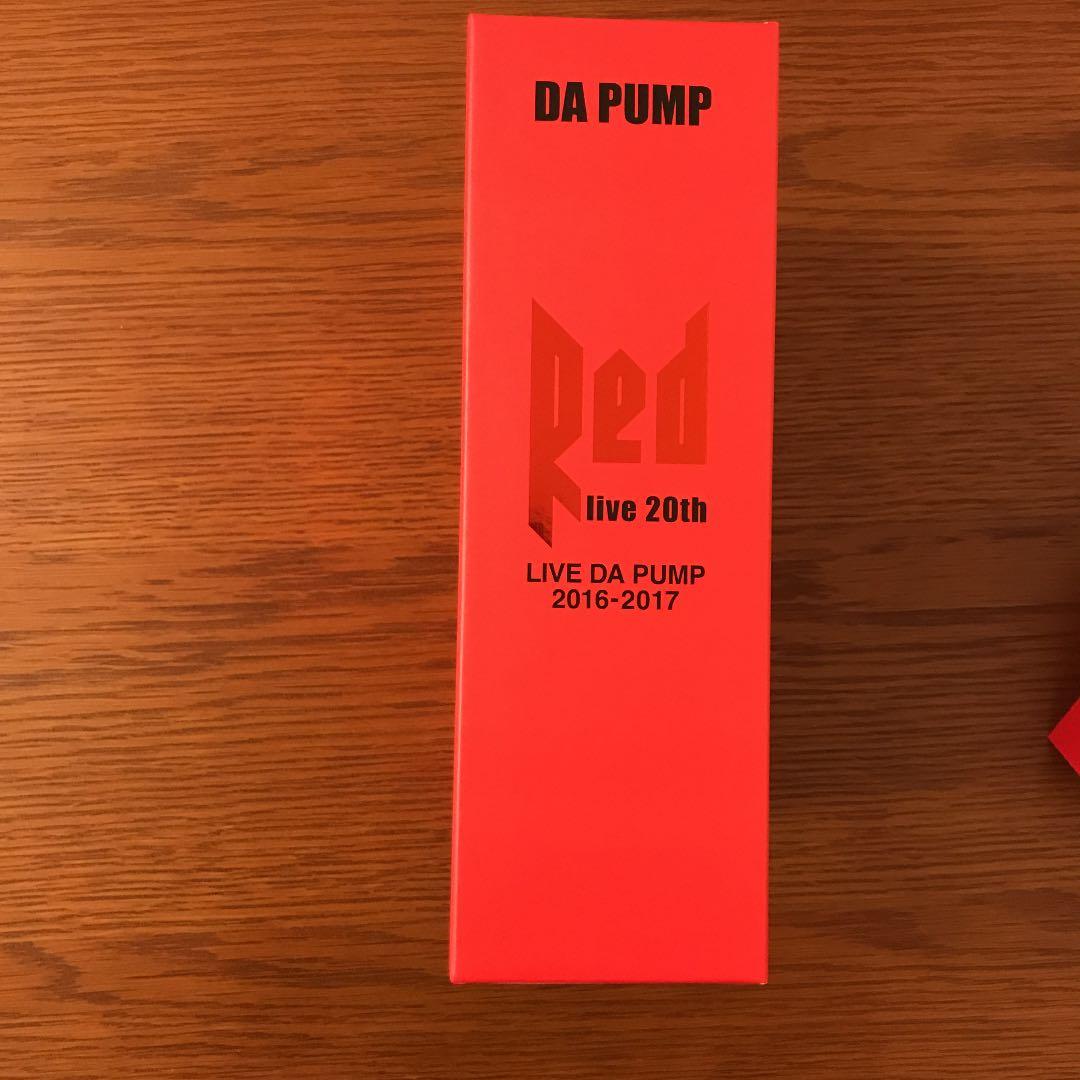 DA PUMP
Red
live 20th
LIVE DA PUMP
2016-2017